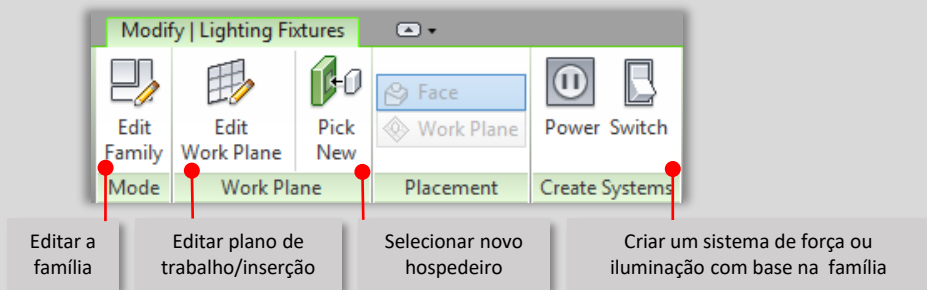 Modify | Lighting Fixtures
Edit
Family
Edit
Work Plane
Pick
New
Face
Work Plane
Power
Switch
Mode
Work Plane
Placement
Create Systems
Editar a
família
Editar plano de
trabalho/inserção
Selecionar novo
hospedeiro
Criar um sistema de força ou
iluminação com base na família